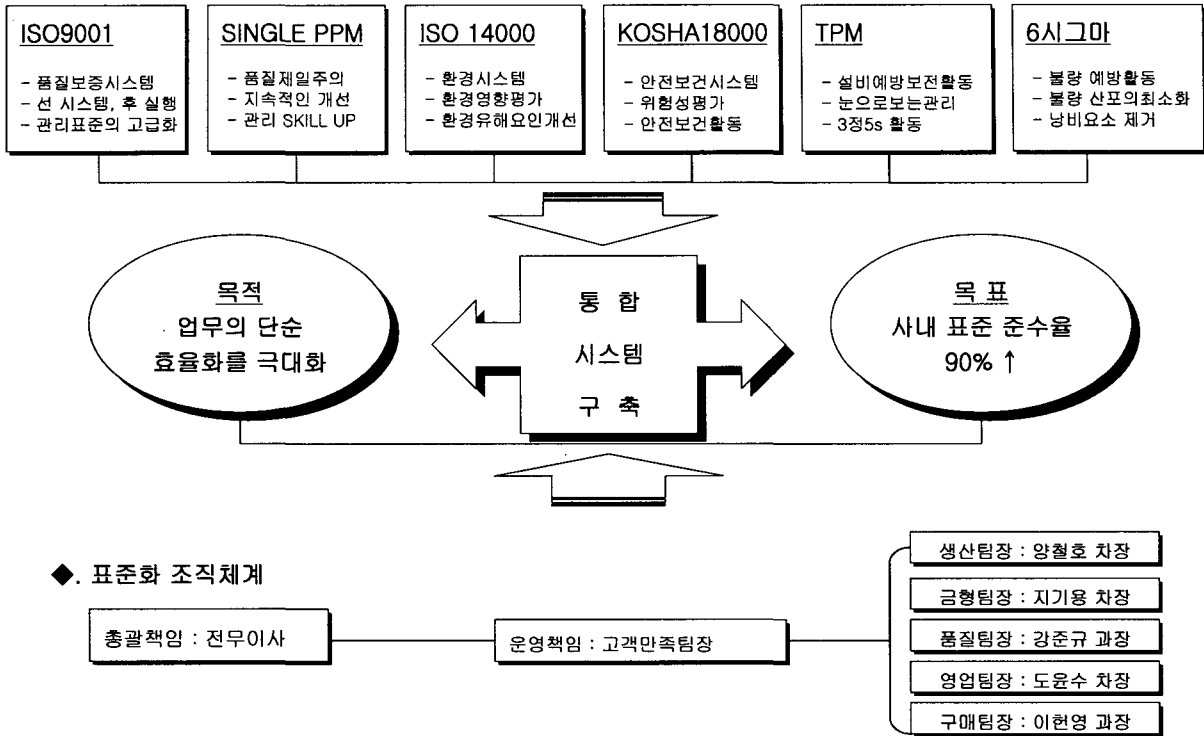 ISO9001
- 품질보증시스템
- 선 시스템, 후 실행
- 관리표준의 고급화
SINGLE PPM
- 품질제일주의
- 지속적인 개선
- 관리 SKILL UP
ISO 14000
- 환경시스템
- 환경영향평가
- 환경유해요인개선
KOSHA18000
- 안전보건시스템
- 위험성평가
- 안전보건활동
TPM
- 설비예방보전활동
- 눈으로보는관리
- 3정5s 활동
6시그마
- 불량 예방활동
- 불량 산포의최소화
- 낭비요소 제거
목적
업무의 단순
효율화를 극대화
통 합
시스템
구 축
목 표
사내 표준 준수율
90% ↑
◆. 표준화 조직체계
총괄책임 : 전무이사
운영책임 : 고객만족팀장
생산팀장 : 양철호 차장
금형팀장 : 지기용 차장
품질팀장 : 강준규 과장
영업팀장 : 도윤수 차장
구매팀장 : 이헌영 과장